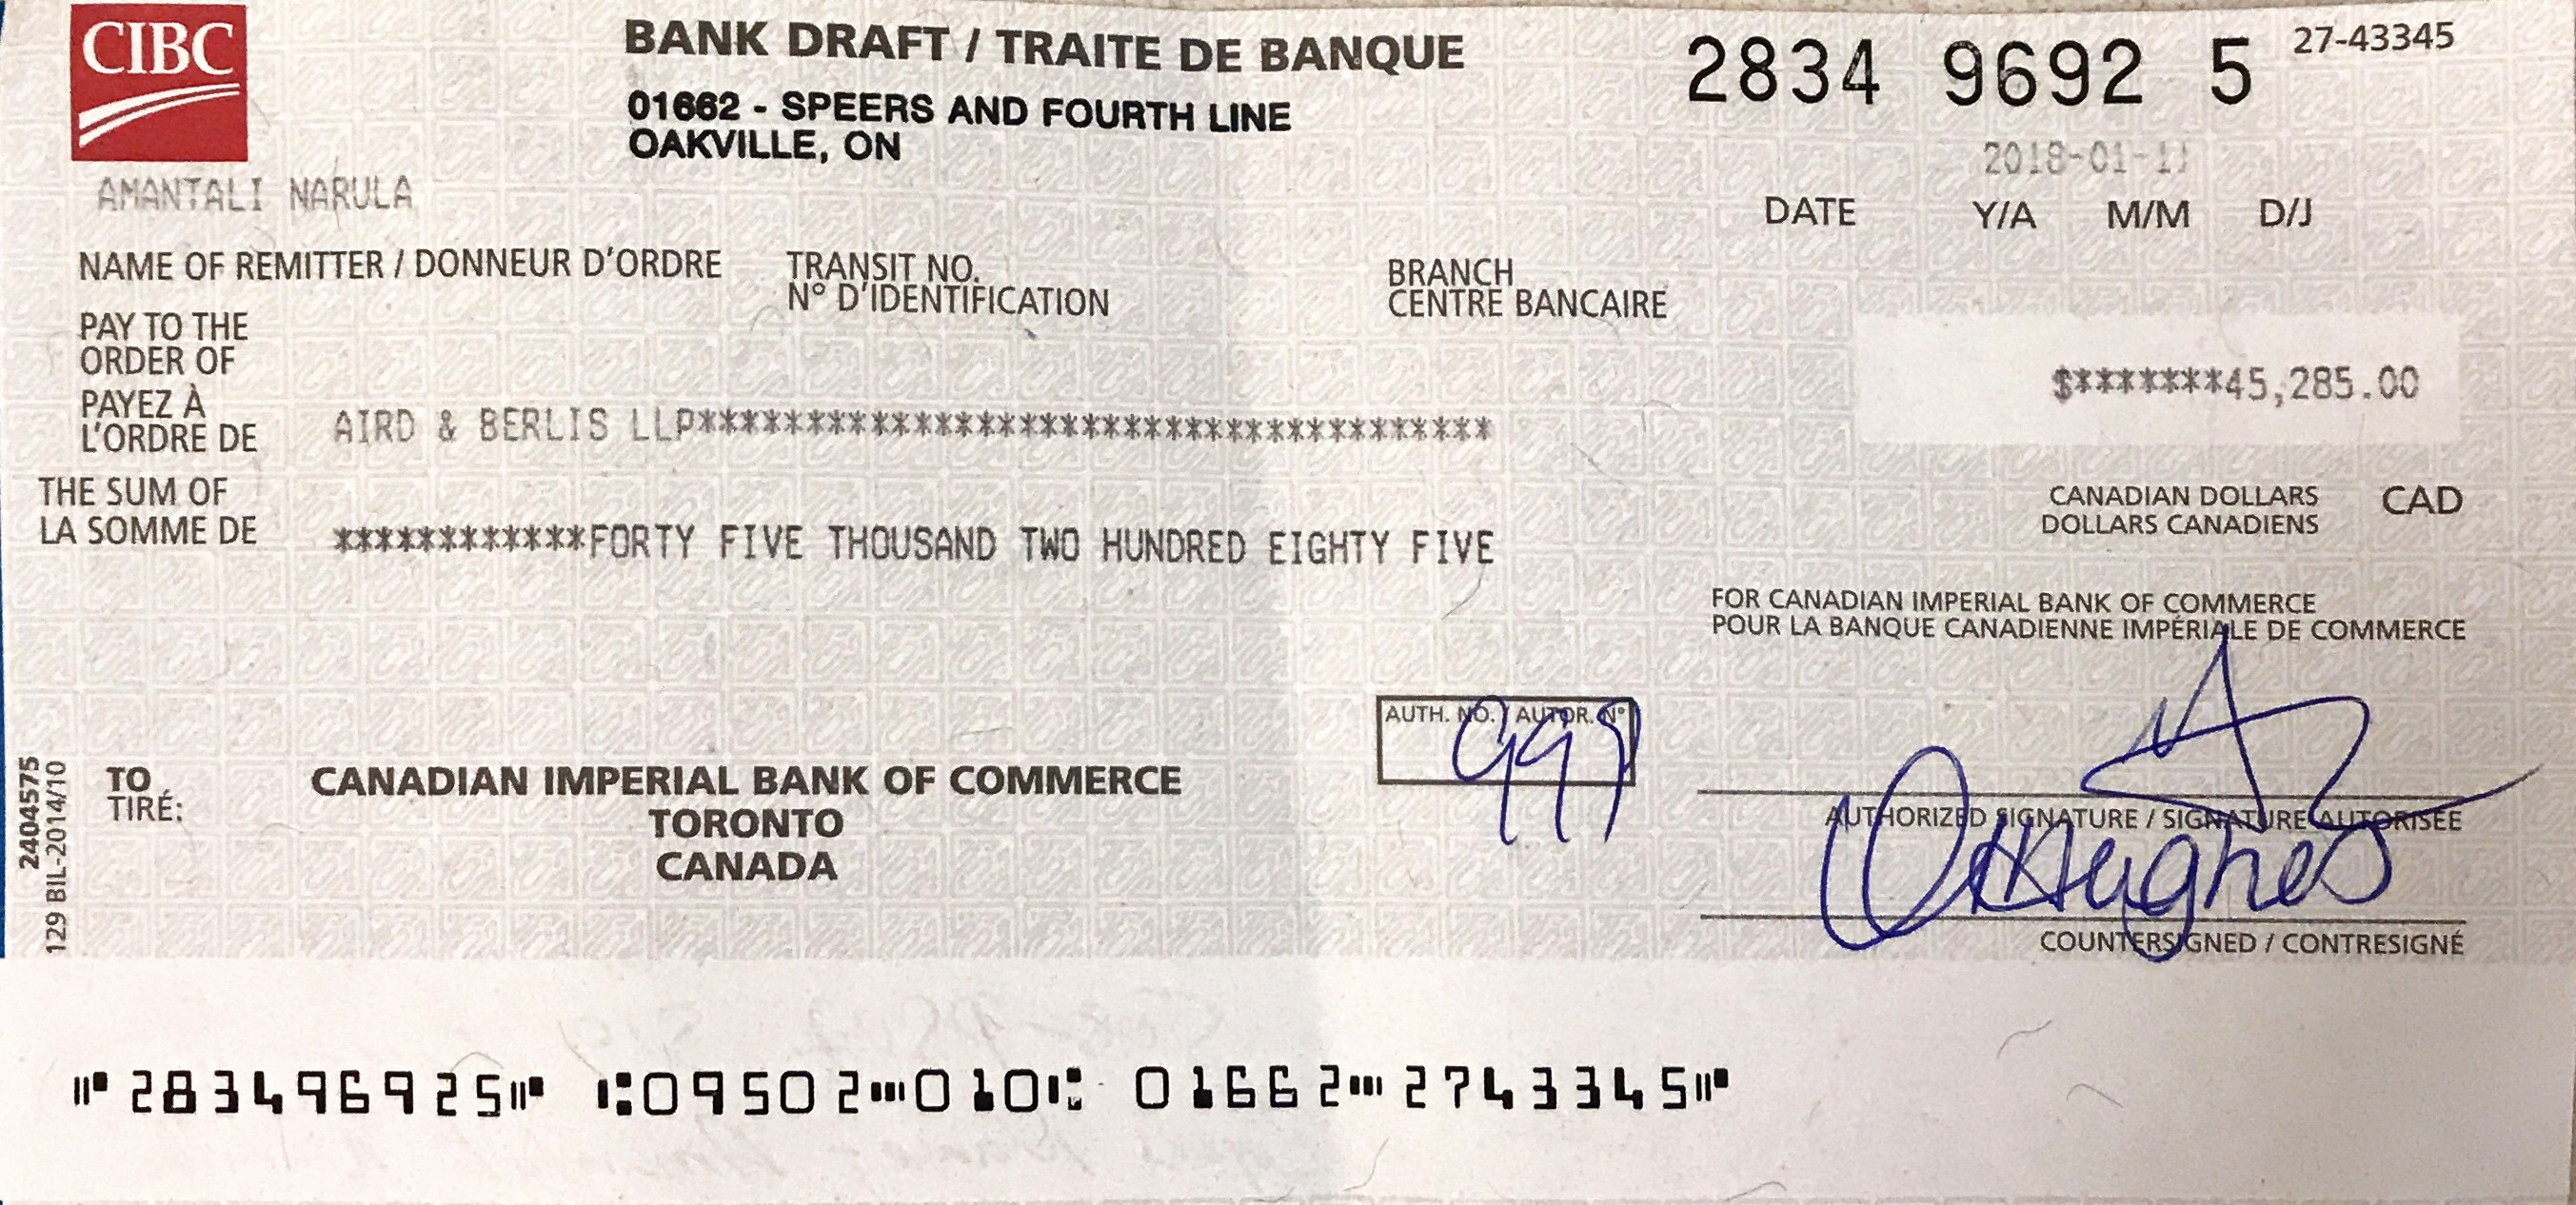 CIBC
BANK DRAFT / TRAITE DE BANQUE
2834 9692 5
27-43345
01662 - SPEERS AND FOURTH LINE
OAKVILLE, ON
2018-01-11
DATE Y/A M/M D/J
AMANTALI NARULA
NAME OF REMITTER / DONNEUR D'ORDRE
TRANSIT NO.
N° D'IDENTIFICATION
BRANCH
CENTRE BANCAIRE
PAY TO THE
ORDER OF
PAYEZ À
L'ORDRE DE
AIRD & BERLIS LLP*************************************
$*******45,285.00
THE SUM OF
LA SOMME DE
************FORTY FIVE THOUSAND TWO HUNDRED EIGHTY FIVE
CANADIAN DOLLARS
DOLLARS CANADIENS
CAD
FOR CANADIAN IMPERIAL BANK OF COMMERCE
POUR LA BANQUE CANADIENNE IMPÉRIALE DE COMMERCE
AUTH. NO. / AUTOR. N°
999
TO
TIRÉ:
CANADIAN IMPERIAL BANK OF COMMERCE
TORONTO
CANADA
AUTHORIZED SIGNATURE / SIGNATURE AUTORISÉE
Hughes
COUNTERSIGNED / CONTRESIGNÉ
2404575
129 BIL-2014/10
⑈283496925⑈ ⑆09502⑉010⑆ 01662⑉2743345⑈